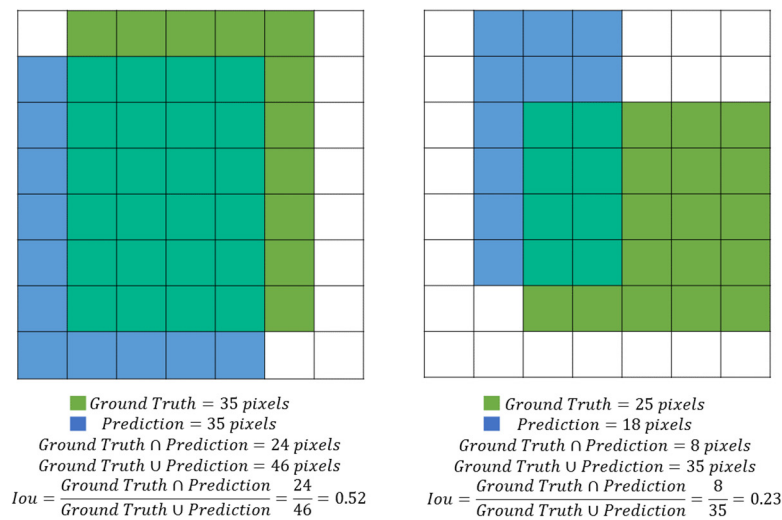 Ground Truth = 35 pixels
Prediction = 35 pixels
Ground Truth ∩ Prediction = 24 pixels
Ground Truth ∪ Prediction = 46 pixels
Iou = Ground Truth ∩ Prediction / Ground Truth ∪ Prediction = 24 / 46 = 0.52
Ground Truth = 25 pixels
Prediction = 18 pixels
Ground Truth ∩ Prediction = 8 pixels
Ground Truth ∪ Prediction = 35 pixels
Iou = Ground Truth ∩ Prediction / Ground Truth ∪ Prediction = 8 / 35 = 0.23